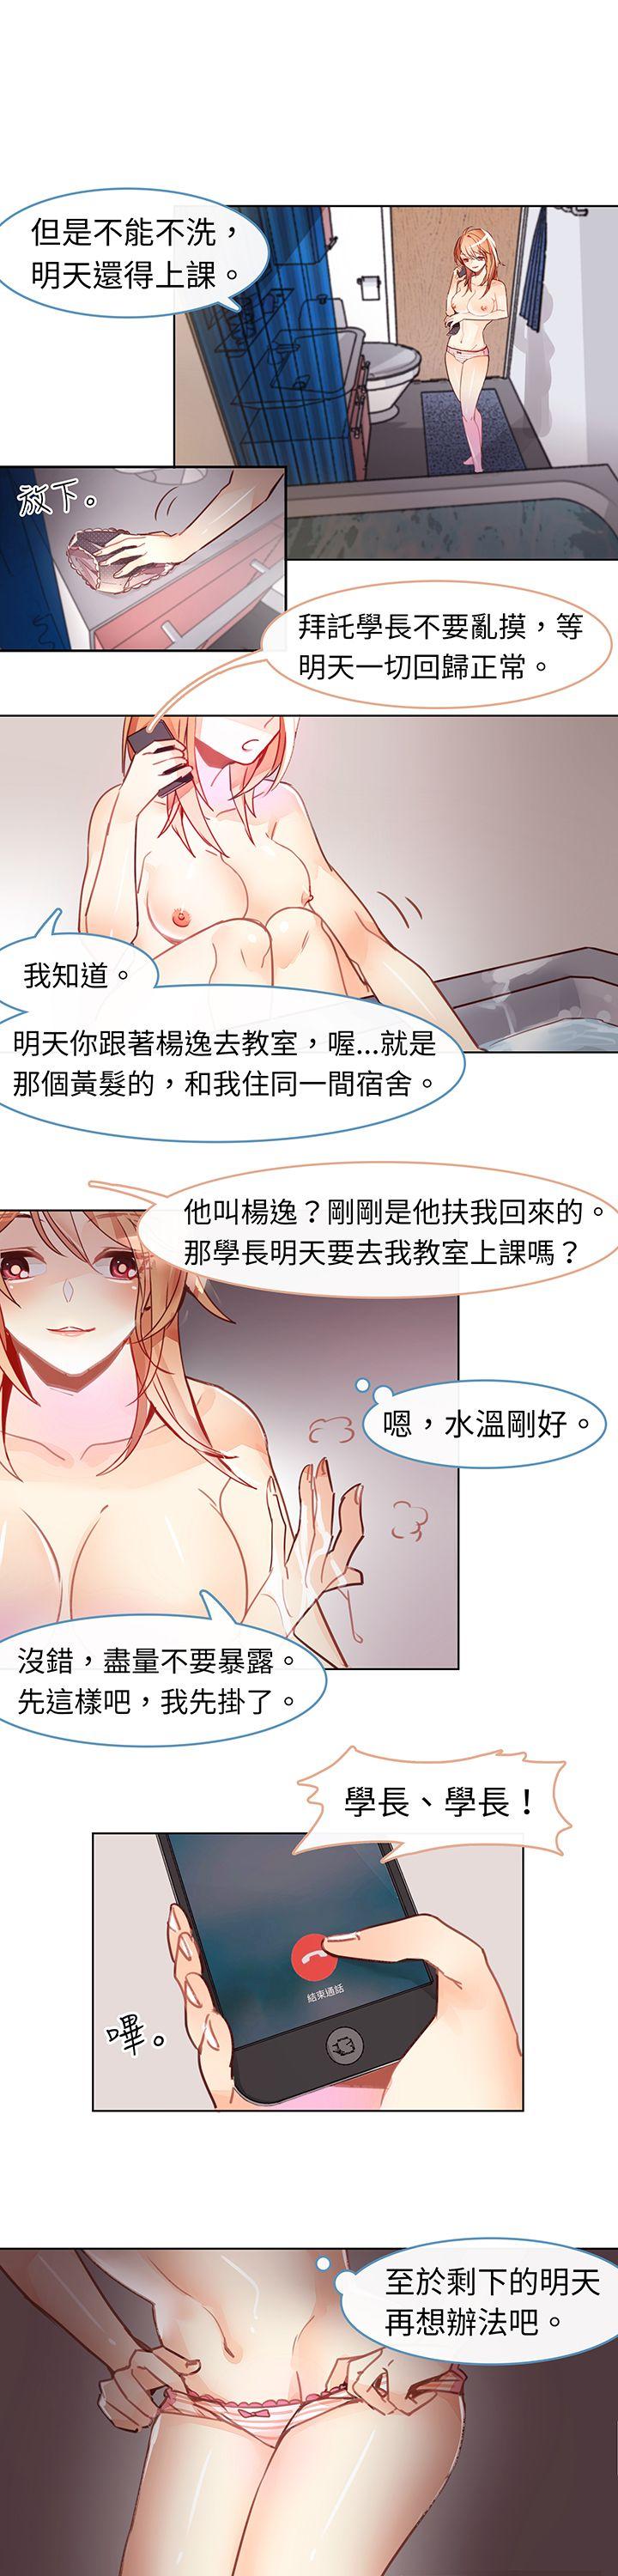 但是不能不洗，
明天還得上課。
放下。
拜託學長不要亂摸，等
明天一切回歸正常。
我知道。
明天你跟著楊逸去教室，喔...就是
那個黃髮的，和我住同一間宿舍。
他叫楊逸？剛剛是他扶我回來的。
那學長明天要去我教室上課嗎？
嗯，水溫剛好。
沒錯，盡量不要暴露。
先這樣吧，我先掛了。
學長、學長！
結束通話
嗶。
至於剩下的明天
再想辦法吧。